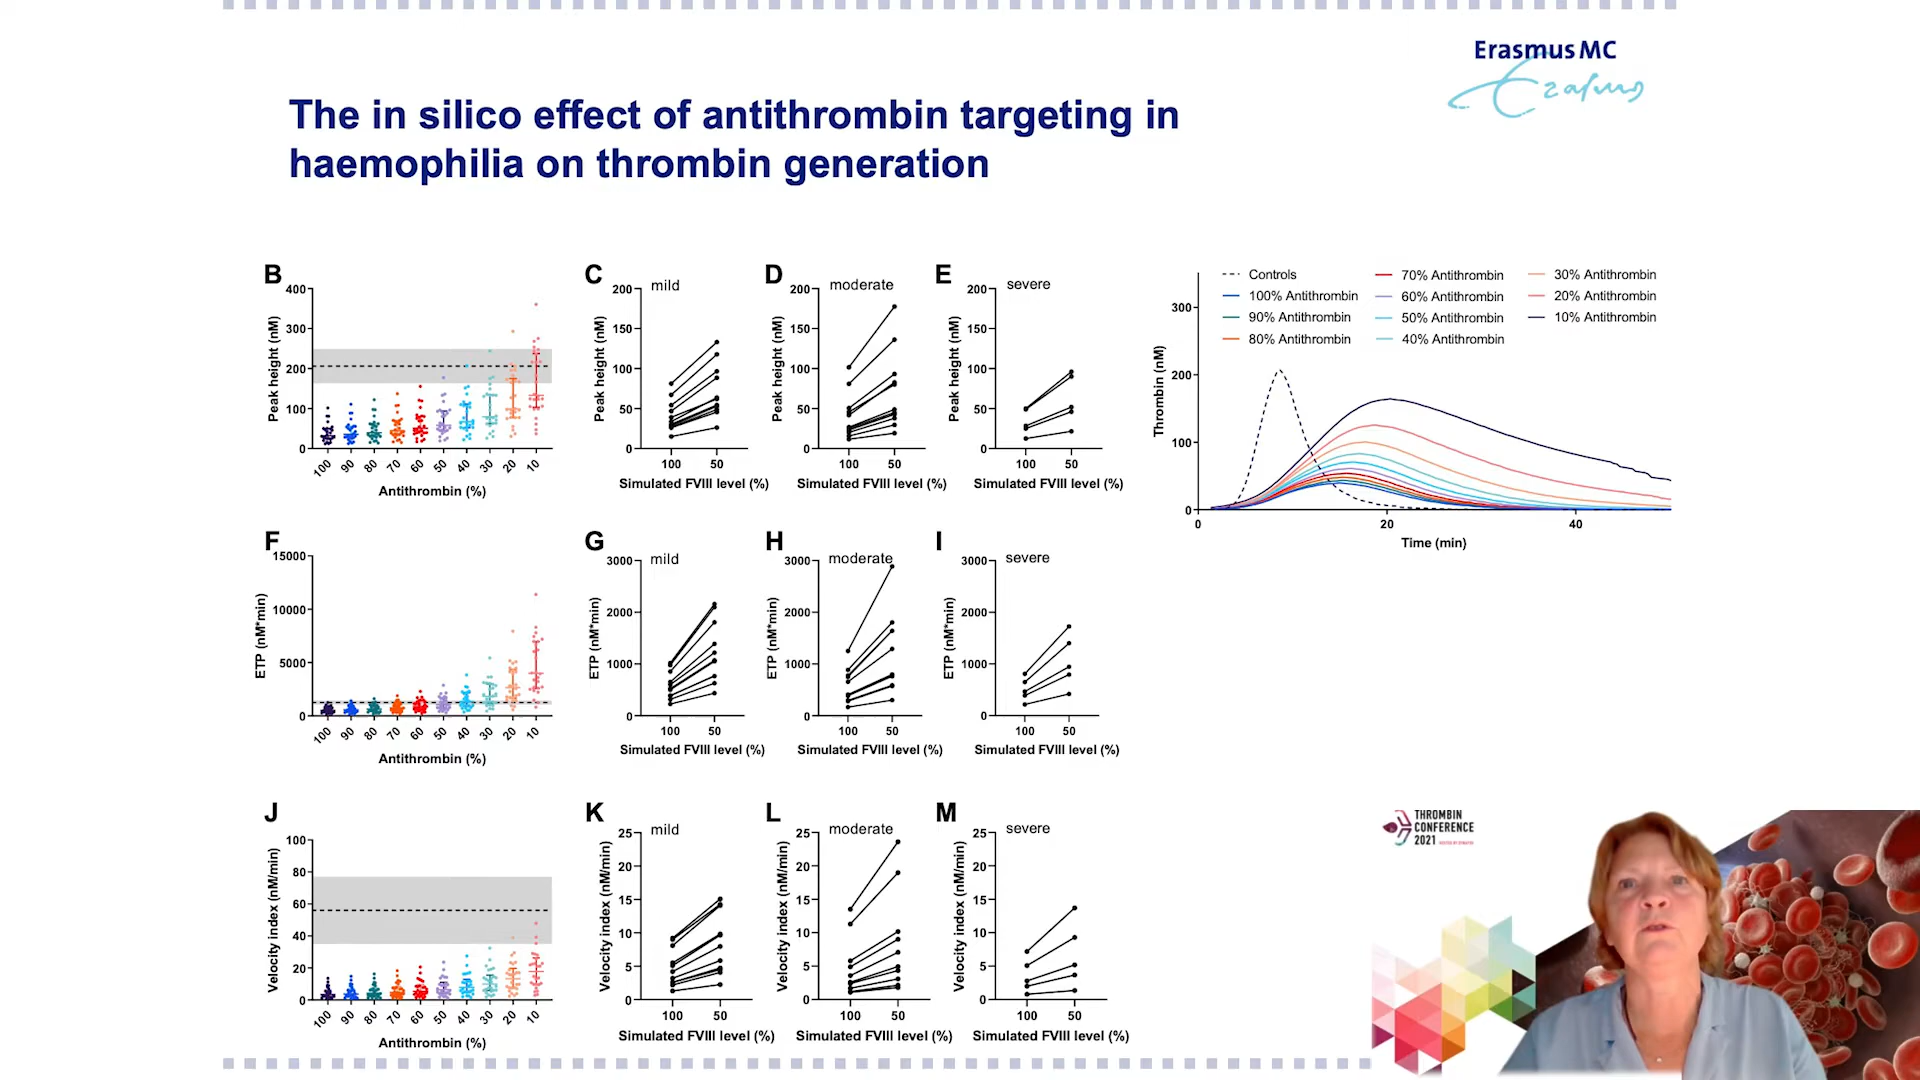 Erasmus MC
Erasmus
The in silico effect of antithrombin targeting in
haemophilia on thrombin generation
B
400
300
200
100
0
Peak height (nM)
100 90 80 70 60 50 40 30 20 10
Antithrombin (%)
C
mild
200
150
100
50
0
Peak height (nM)
100 50
Simulated FVIII level (%)
D
moderate
200
150
100
50
0
Peak height (nM)
100 50
Simulated FVIII level (%)
E
severe
200
150
100
50
0
Peak height (nM)
100 50
Simulated FVIII level (%)
Controls
100% Antithrombin
90% Antithrombin
80% Antithrombin
70% Antithrombin
60% Antithrombin
50% Antithrombin
40% Antithrombin
30% Antithrombin
20% Antithrombin
10% Antithrombin
300
200
100
0
Thrombin (nM)
0 20 40
Time (min)
F
15000
10000
5000
0
ETP (nM*min)
100 90 80 70 60 50 40 30 20 10
Antithrombin (%)
G
mild
3000
2000
1000
0
ETP (nM*min)
100 50
Simulated FVIII level (%)
H
moderate
3000
2000
1000
0
ETP (nM*min)
100 50
Simulated FVIII level (%)
I
severe
3000
2000
1000
0
ETP (nM*min)
100 50
Simulated FVIII level (%)
J
100
80
60
40
20
0
Velocity index (nM/min)
100 90 80 70 60 50 40 30 20 10
Antithrombin (%)
K
mild
25
20
15
10
5
0
Velocity index (nM/min)
100 50
Simulated FVIII level (%)
L
moderate
25
20
15
10
5
0
Velocity index (nM/min)
100 50
Simulated FVIII level (%)
M
severe
25
20
15
10
5
0
Velocity index (nM/min)
100 50
Simulated FVIII level (%)
THROMBIN
CONFERENCE
2021